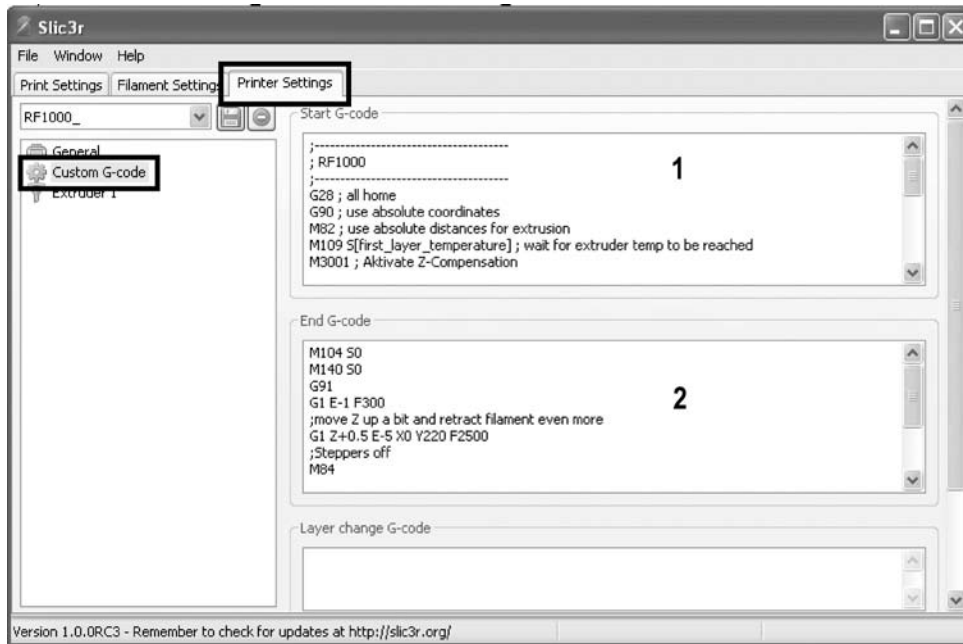 Slic3r
File Window Help
Print Settings Filament Settings Printer Settings
RF1000_
General
Custom G-code
Extruder 1
Start G-code
;--------------------------------------
; RF1000
;--------------------------------------
G28 ; all home
G90 ; use absolute coordinates
M82 ; use absolute distances for extrusion
M109 S[first_layer_temperature] ; wait for extruder temp to be reached
M3001 ; Aktivate Z-Compensation
1
End G-code
M104 S0
M140 S0
G91
G1 E-1 F300
;move Z up a bit and retract filament even more
G1 Z+0.5 E-5 X0 Y220 F2500
;Steppers off
M84
2
Layer change G-code
Version 1.0.0RC3 - Remember to check for updates at http://slic3r.org/